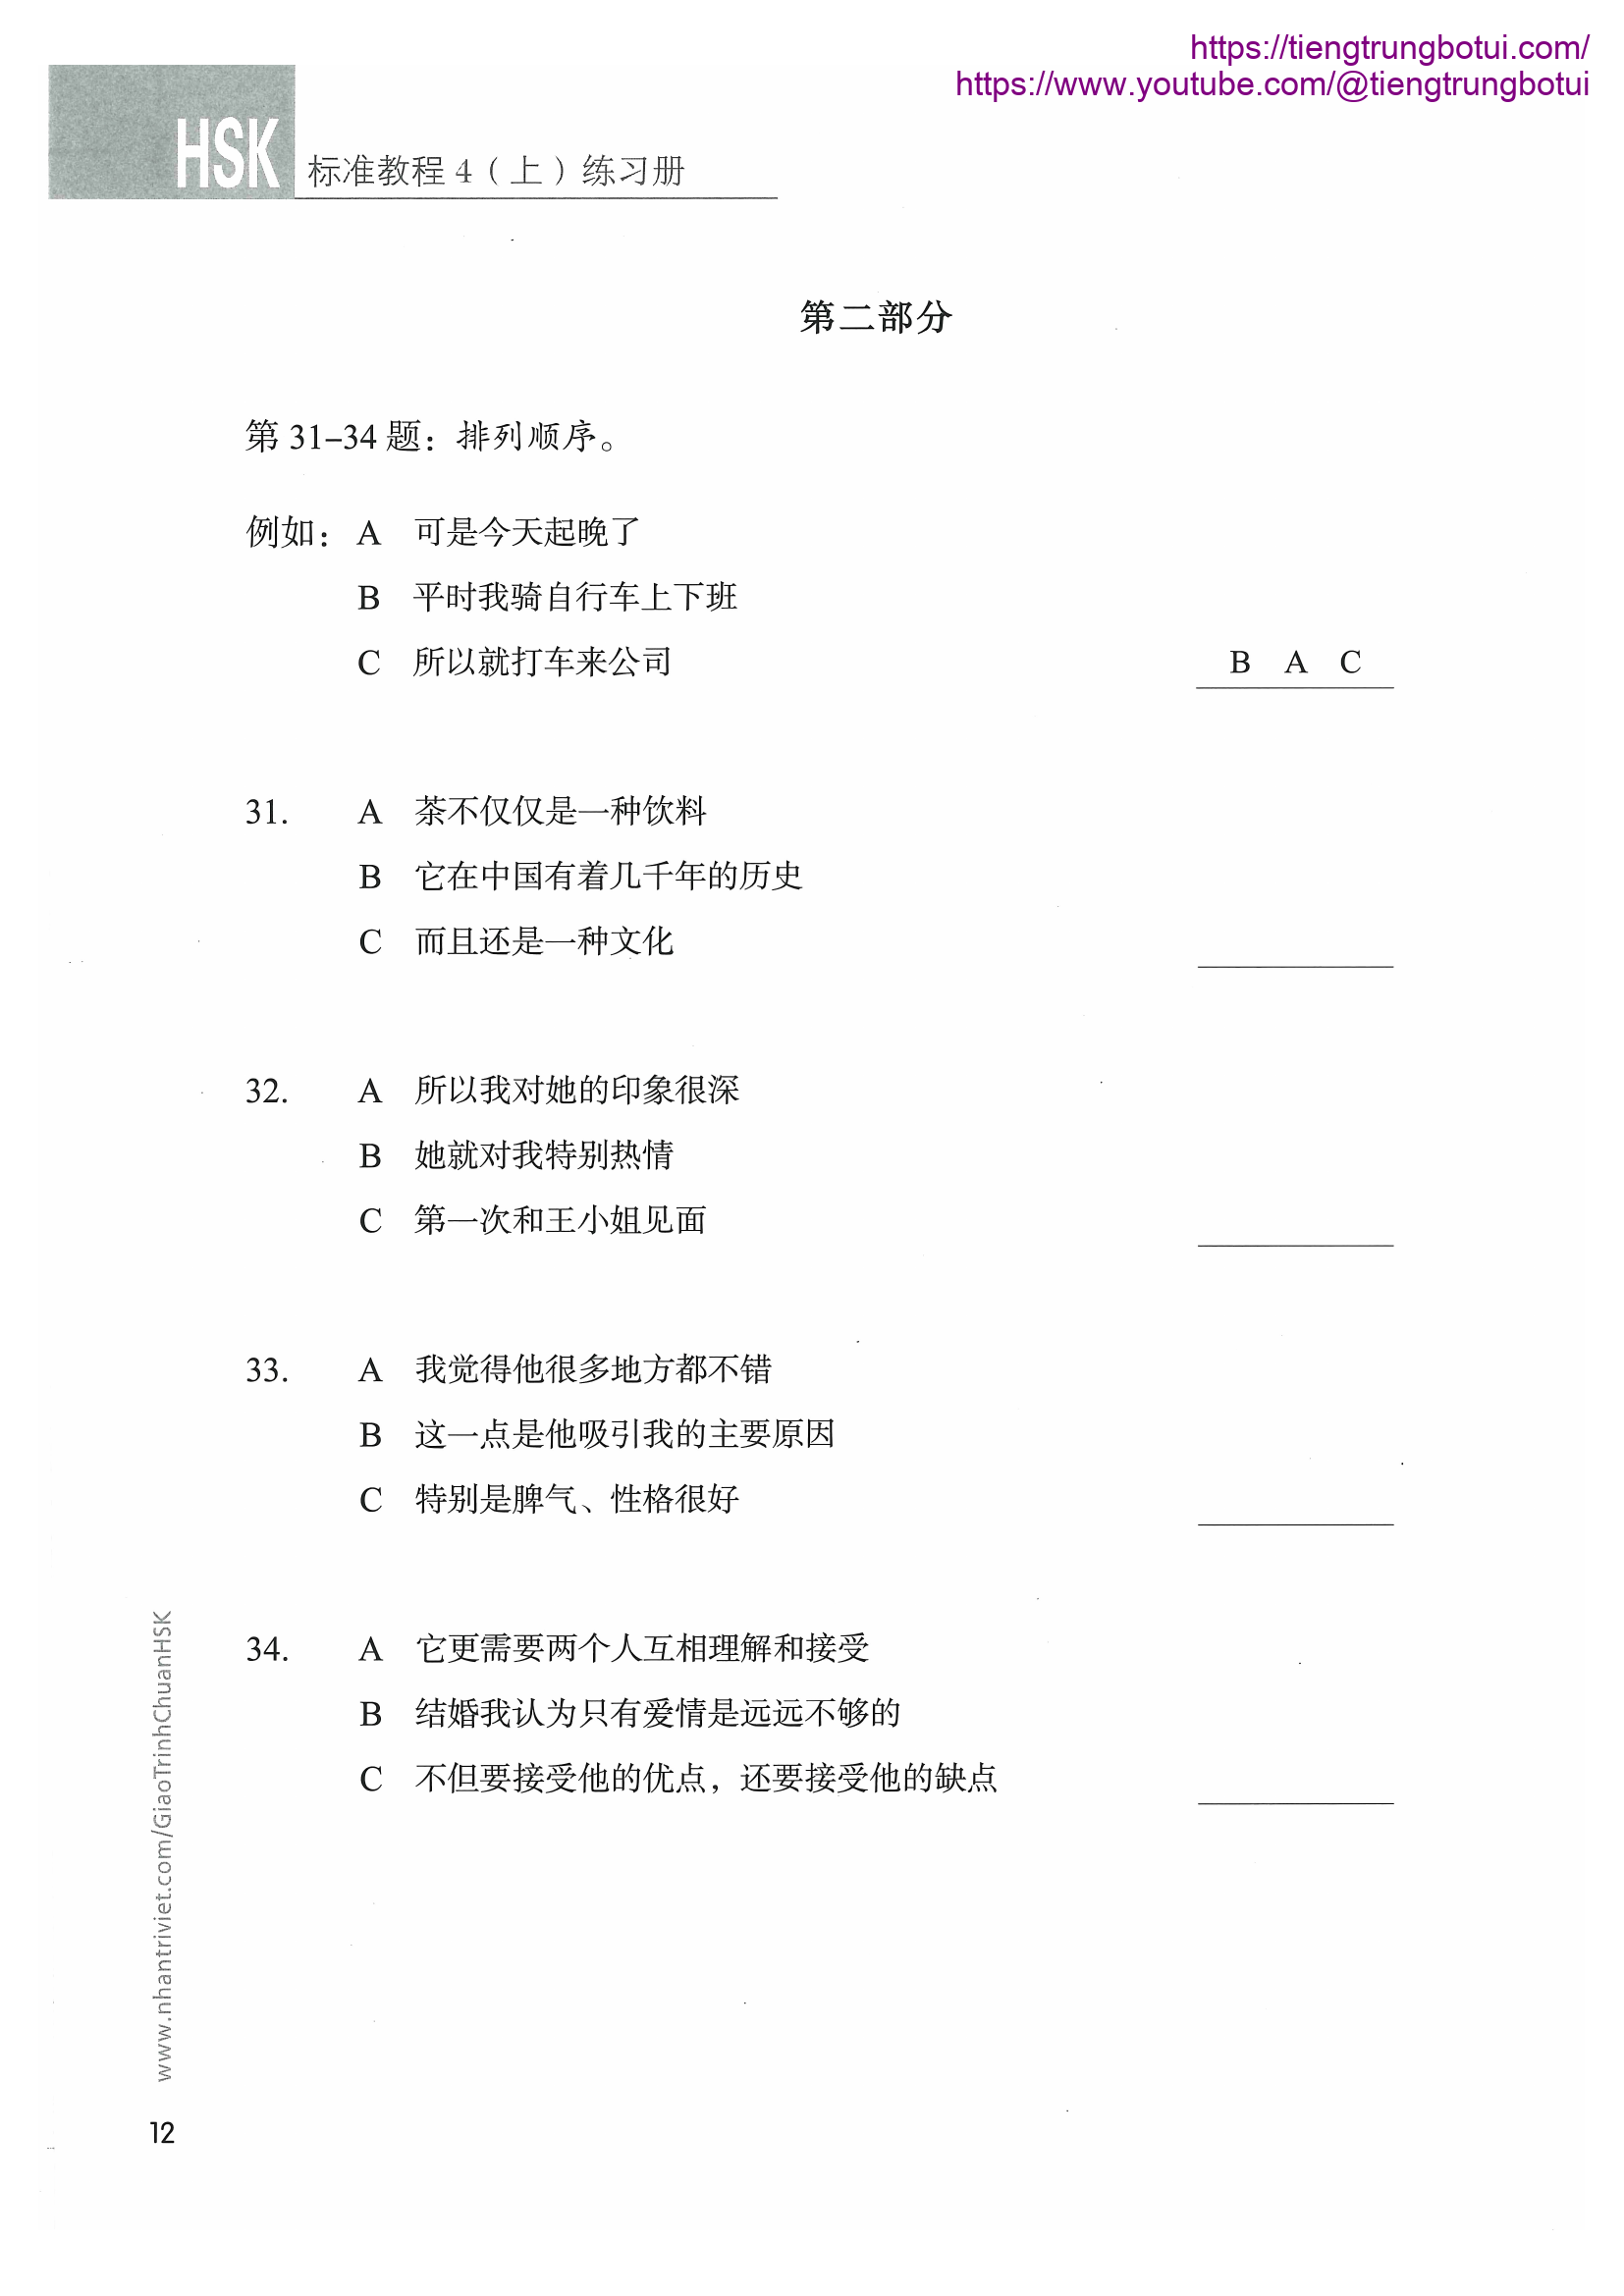 https://tiengtrungbotui.com/
https://www.youtube.com/@tiengtrungbotui
HSK 标准教程 4（上）练习册
第二部分
第 31–34 题：排列顺序。
例如： A 可是今天起晚了
B 平时我骑自行车上下班
C 所以就打车来公司 B A C
31. A 茶不仅仅是一种饮料
B 它在中国有着几千年的历史
C 而且还是一种文化
32. A 所以我对她的印象很深
B 她就对我特别热情
C 第一次和王小姐见面
33. A 我觉得他很多地方都不错
B 这一点是他吸引我的主要原因
C 特别是脾气、性格很好
34. A 它更需要两个人互相理解和接受
B 结婚我认为只有爱情是远远不够的
C 不但要接受他的优点，还要接受他的缺点
www.nhantriviet.com/GiaoTrinhChuanHSK
12